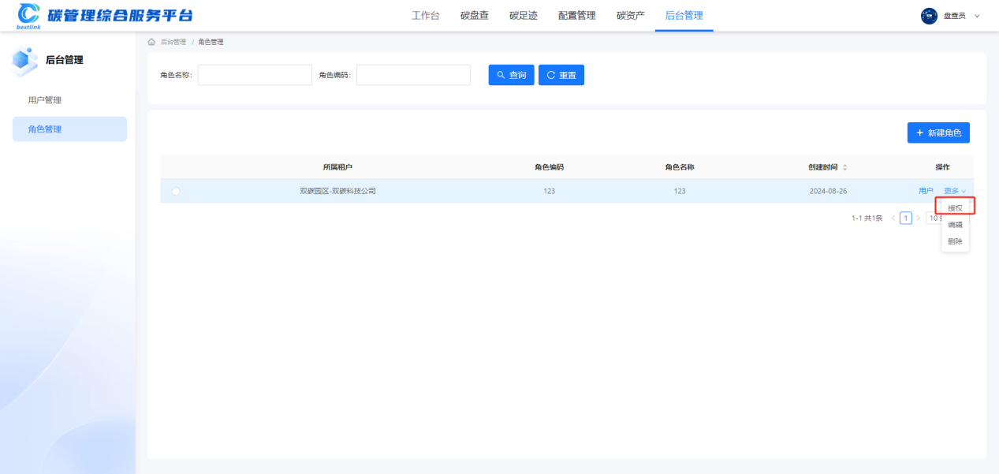 碳管理综合服务平台
bestlink
工作台 碳盘查 碳足迹 配置管理 碳资产 后台管理
盘查员
后台管理 / 角色管理
后台管理
用户管理
角色管理
角色名称:
角色编码:
查询
重置
+ 新建角色
所属租户 角色编码 角色名称 创建时间 操作
双碳园区-双碳科技公司 123 123 2024-08-26 用户 更多
授权
编辑
删除
1-1 共1条 < 1 > 10